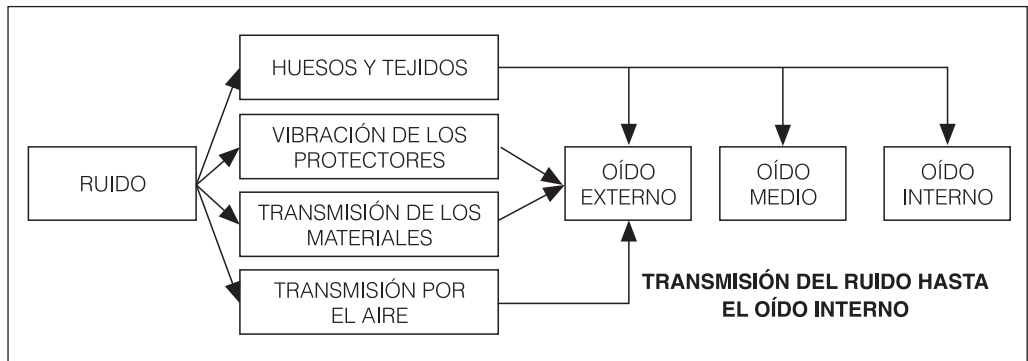 HUESOS Y TEJIDOS
VIBRACIÓN DE LOS
PROTECTORES
RUIDO
TRANSMISIÓN DE LOS
MATERIALES
TRANSMISIÓN POR
EL AIRE
OÍDO
EXTERNO
OÍDO
MEDIO
OÍDO
INTERNO
TRANSMISIÓN DEL RUIDO HASTA
EL OÍDO INTERNO